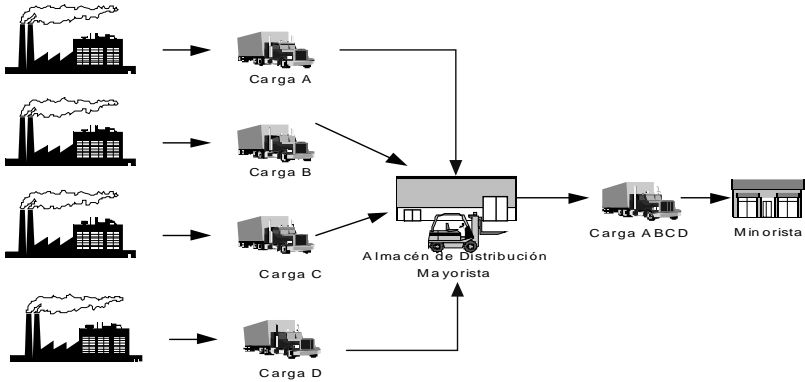 Carga A
Carga B
Carga C
Carga D
Almacén de Distribución
Mayorista
Carga ABCD
Minorista